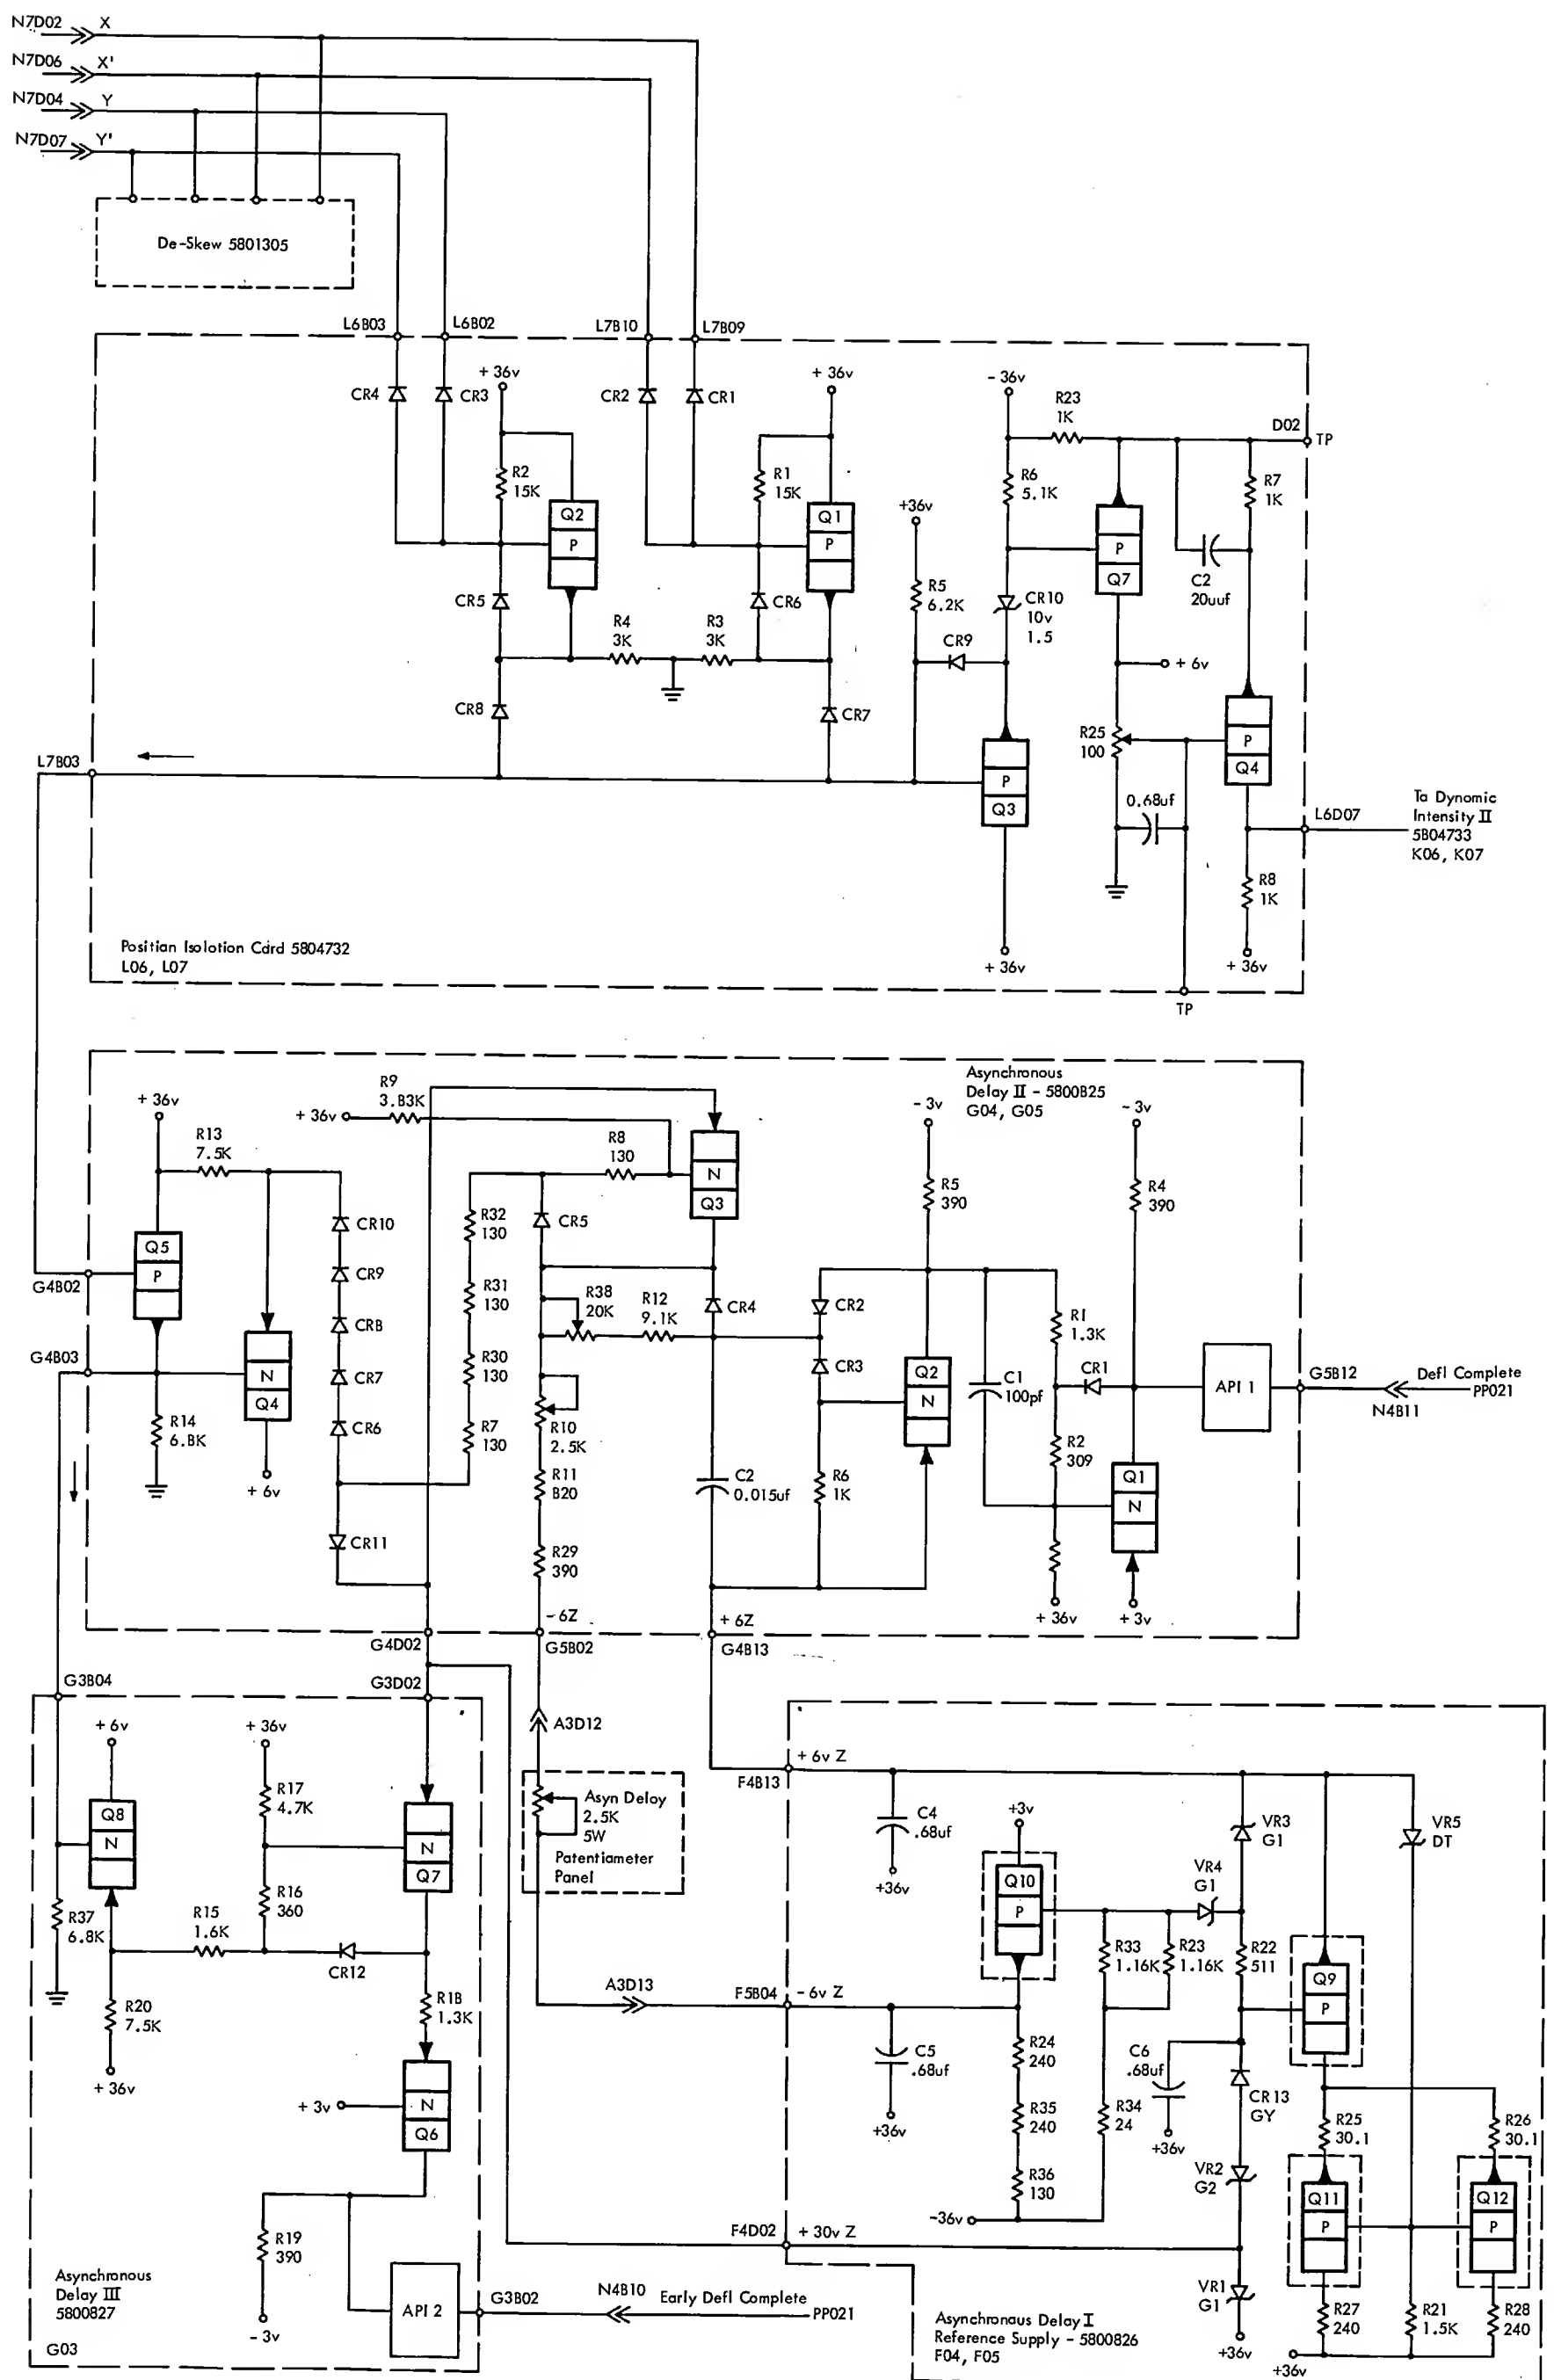 N7D02 X
N7D06 X'
N7D04 Y
N7D07 Y'
De-Skew 5801305
L6B03
L6B02
L7B10
L7B09
CR4
CR3
+ 36v
CR2
CR1
+ 36v
- 36v
R23
1K
D02
TP
R2
15K
Q2
P
R1
15K
Q1
P
R6
5.1K
R7
1K
+36v
P
Q7
C2
20uuf
CR5
R4
3K
R3
3K
CR6
R5
6.2K
CR10
10v
1.5
CR9
+ 6v
CR8
CR7
R25
100
P
Q4
L7B03
P
Q3
0.68uf
L6D07
Ta Dynomic
Intensity II
5B04733
K06, K07
R8
1K
Positian Isolotion Cdrd 5804732
L06, L07
+ 36v
+ 36v
TP
Asynchronous
Delay II - 5800B25
G04, G05
R9
3.B3K
+ 36v
+ 36v
- 3v
- 3v
R13
7.5K
R8
130
N
Q3
R5
390
R4
390
CR10
R32
130
CR5
Q5
P
G4B02
CR9
R31
130
R38
20K
R12
9.1K
CR4
CR2
R1
1.3K
CRB
G4B03
N
Q4
CR7
R30
130
CR3
Q2
N
C1
100pf
CR1
API 1
G5B12
Defl Complete
PP021
N4B11
R14
6.BK
CR6
R7
130
R10
2.5K
R2
309
+ 6v
R11
B20
C2
0.015uf
R6
1K
Q1
N
CR11
R29
390
- 6Z
+ 6Z
+ 36v
+ 3v
G4D02
G5B02
G4B13
G3B04
G3D02
+ 6v
+ 36v
A3D12
+ 6v Z
F4B13
R17
4.7K
Asyn Deloy
2.5K
5W
Patentiameter
Panel
Q8
N
N
Q7
C4
.68uf
+3v
VR3
G1
VR5
DT
R16
360
+36v
Q10
P
VR4
G1
R37
6.8K
R15
1.6K
CR12
R33
1.16K
R23
1.16K
R22
511
Q9
P
R20
7.5K
R1B
1.3K
A3D13
F5B04
- 6v Z
C5
.68uf
R24
240
C6
.68uf
CR13
GY
+ 36v
+ 3v
N
Q6
+36v
R35
240
R34
24
+36v
R25
30.1
R26
30.1
R36
130
VR2
G2
Q11
P
Q12
P
-36v
R19
390
F4D02
+ 30v Z
Asynchronous
Delay III
5800827
API 2
G3B02
N4B10
Early Defl Complete
PP021
VR1
G1
R27
240
R21
1.5K
R28
240
- 3v
G03
Asynchronaus Delay I
Reference Supply - 5800826
F04, F05
+36v
+36v